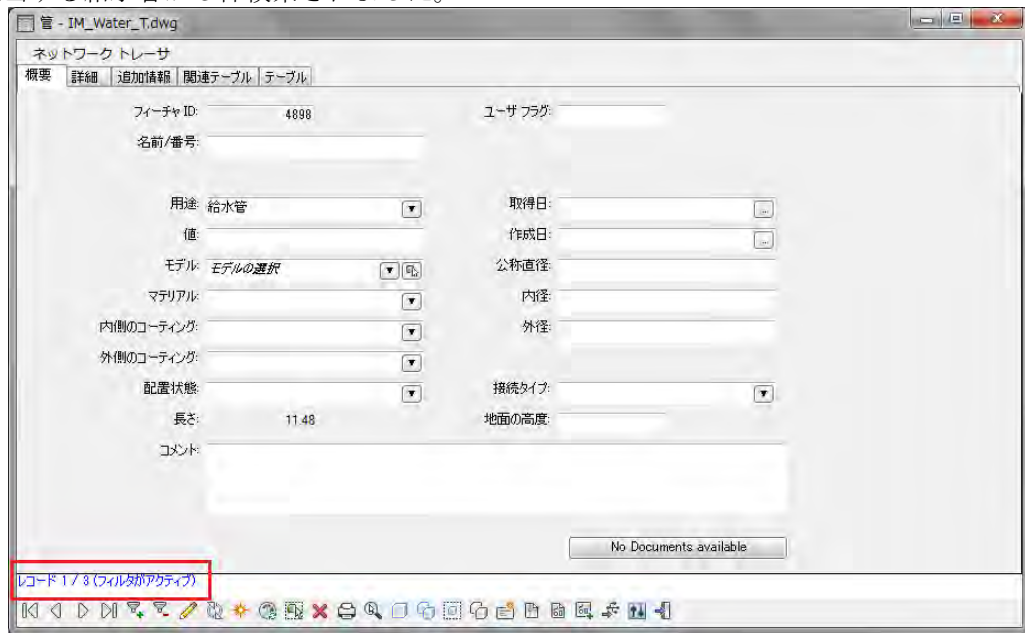 管 - IM_Water_T.dwg
ネットワーク トレーサ
概要 詳細 追加情報 関連テーブル テーブル
フィーチャ ID: 4898 ユーザ フラグ:
名前/番号:
用途: 給水管 取得日:
値: 作成日:
モデル: モデルの選択 公称直径:
マテリアル: 内径:
内側のコーティング: 外径:
外側のコーティング:
配置状態: 接続タイプ:
長さ: 11.48 地面の高度:
コメント:
No Documents available
レコード 1 / 8 (フィルタがアクティブ)